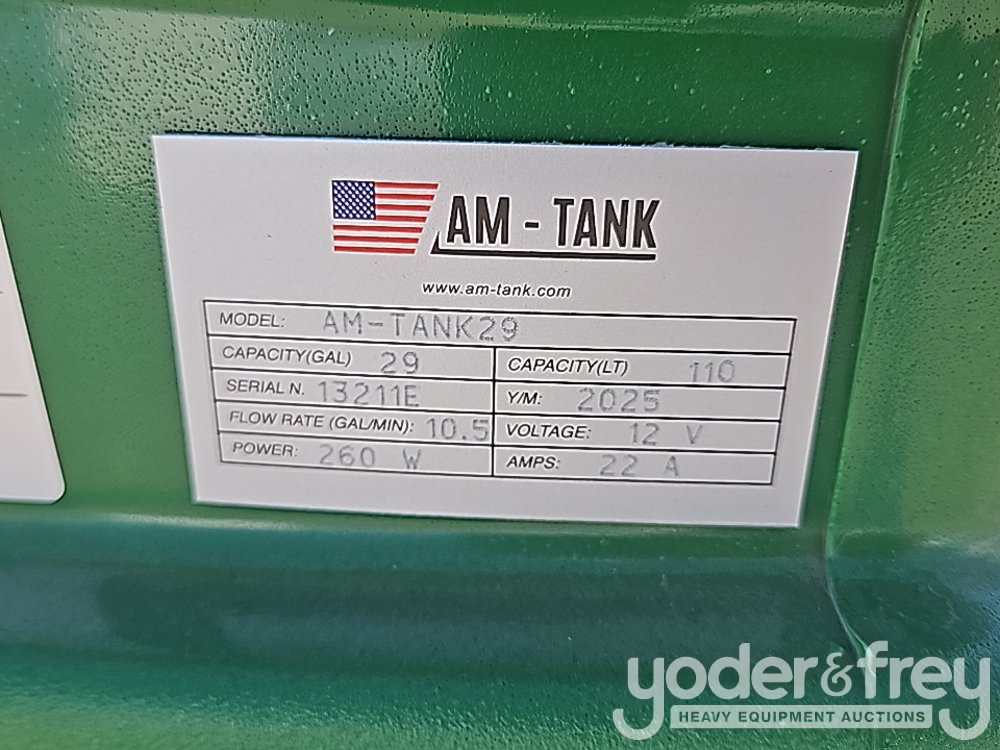 AM - TANK
www.am-tank.com
MODEL: AM-TANK29
CAPACITY(GAL) 29 CAPACITY(LT) 110
SERIAL N. 13211E Y/M: 2025
FLOW RATE (GAL/MIN): 10.5 VOLTAGE: 12 V
POWER: 260 W AMPS: 22 A
yoder&frey
HEAVY EQUIPMENT AUCTIONS